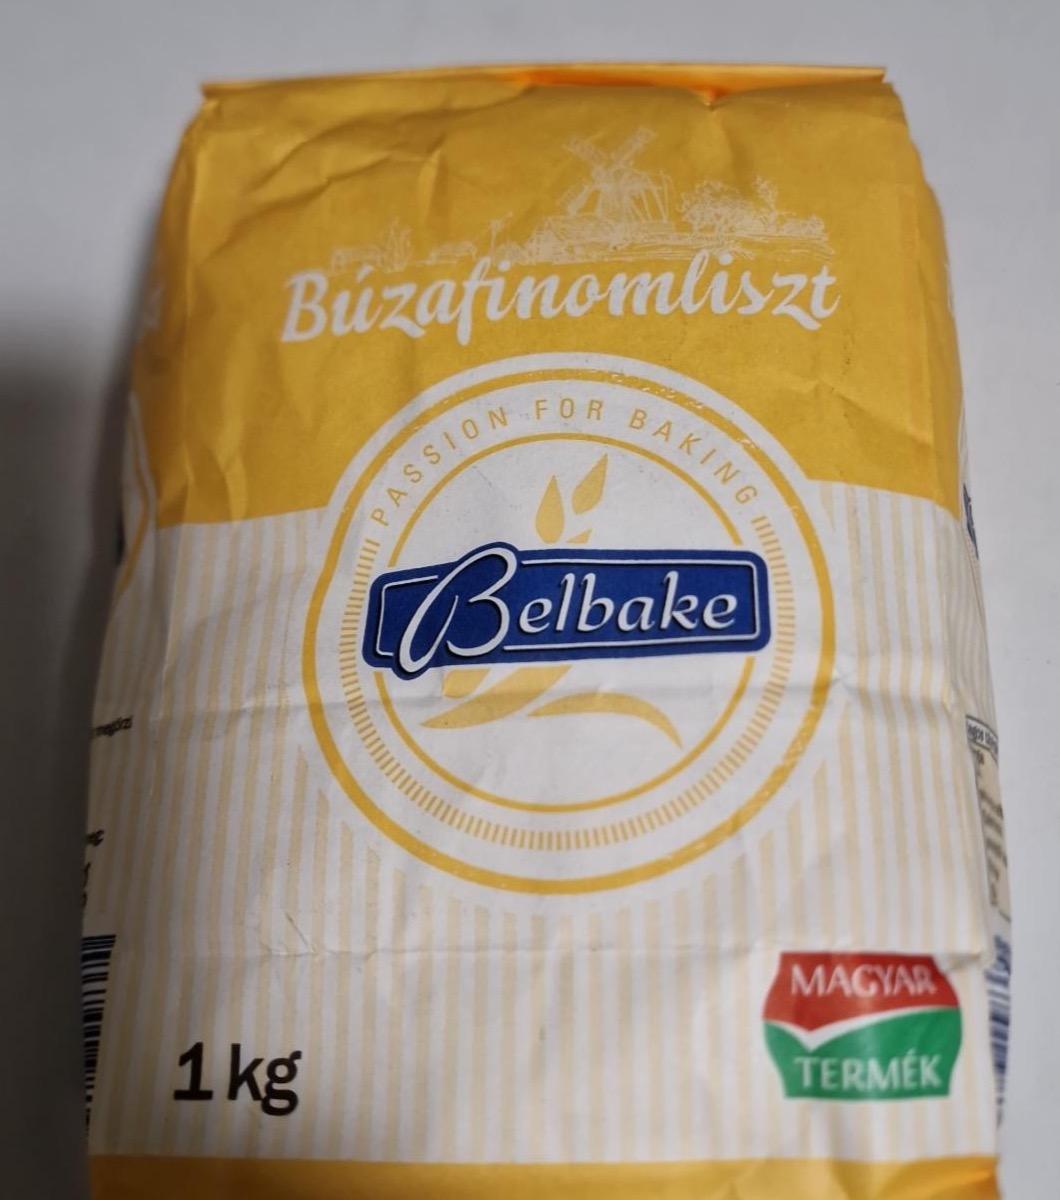 Búzafinomliszt
PASSION FOR BAKING
Belbake
MAGYAR
TERMÉK
1 kg